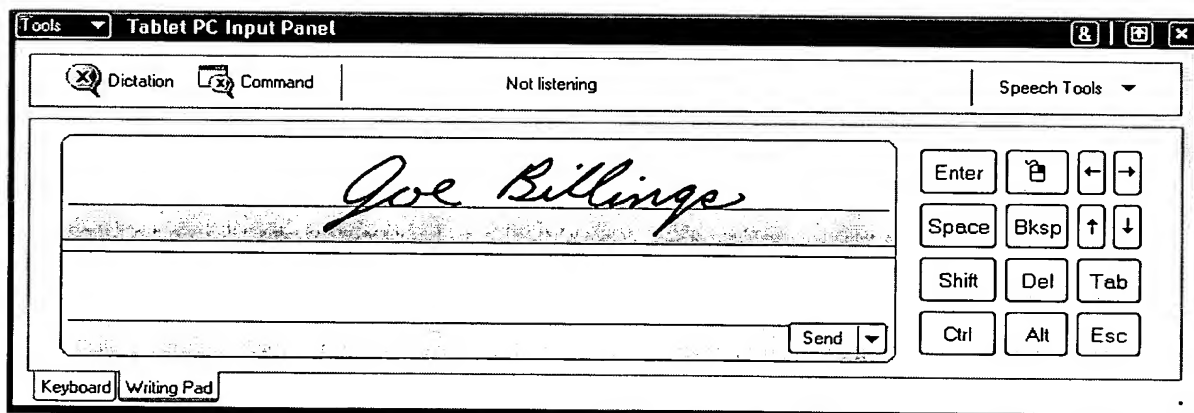 Tools Tablet PC Input Panel &
Dictation Command Not listening Speech Tools
Joe Billings
Enter ← →
Space Bksp ↑ ↓
Shift Del Tab
Send Ctrl Alt Esc
Keyboard Writing Pad